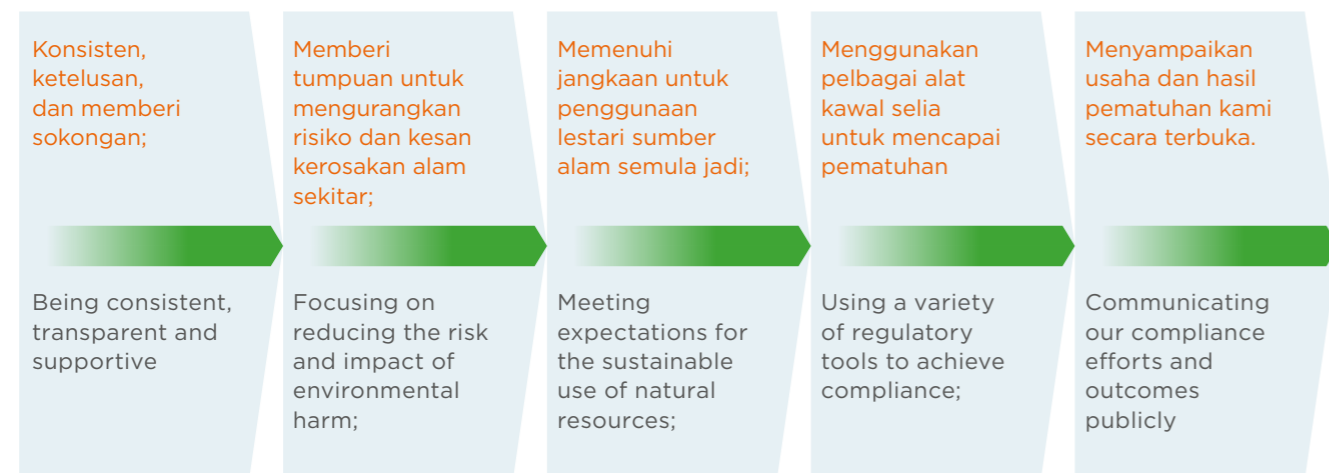 Konsisten,
ketelusan,
dan memberi
sokongan;
Memberi
tumpuan untuk
mengurangkan
risiko dan kesan
kerosakan alam
sekitar;
Memenuhi
jangkaan untuk
penggunaan
lestari sumber
alam semula jadi;
Menggunakan
pelbagai alat
kawal selia
untuk mencapai
pematuhan
Menyampaikan
usaha dan hasil
pematuhan kami
secara terbuka.
Being consistent,
transparent and
supportive
Focusing on
reducing the risk
and impact of
environmental
harm;
Meeting
expectations for
the sustainable
use of natural
resources;
Using a variety
of regulatory
tools to achieve
compliance;
Communicating
our compliance
efforts and
outcomes
publicly